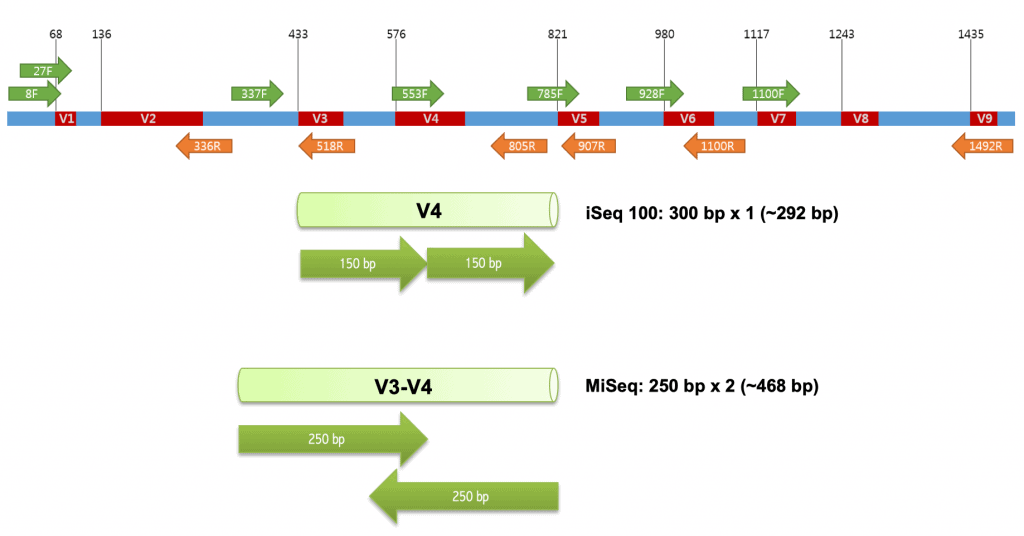 68 136 433 576 821 980 1117 1243 1435
27F
8F 337F 553F 785F 928F 1100F
V1 V2 V3 V4 V5 V6 V7 V8 V9
336R 518R 805R 907R 1100R 1492R
V4 iSeq 100: 300 bp x 1 (~292 bp)
150 bp 150 bp
V3-V4 MiSeq: 250 bp x 2 (~468 bp)
250 bp
250 bp